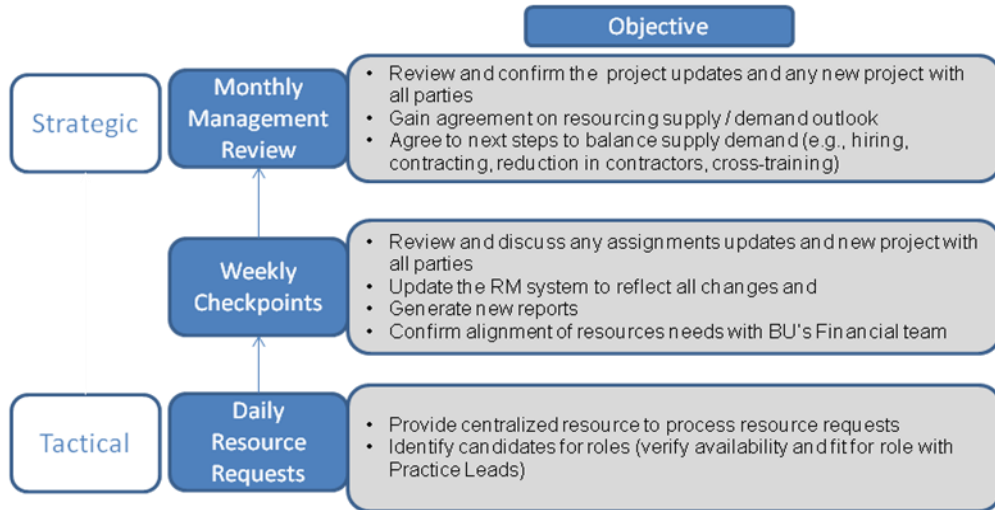 Objective
Strategic
Monthly
Management
Review
• Review and confirm the project updates and any new project with
all parties
• Gain agreement on resourcing supply / demand outlook
• Agree to next steps to balance supply demand (e.g., hiring,
contracting, reduction in contractors, cross-training)
Weekly
Checkpoints
• Review and discuss any assignments updates and new project with
all parties
• Update the RM system to reflect all changes and
• Generate new reports
• Confirm alignment of resources needs with BU's Financial team
Tactical
Daily
Resource
Requests
• Provide centralized resource to process resource requests
• Identify candidates for roles (verify availability and fit for role with
Practice Leads)